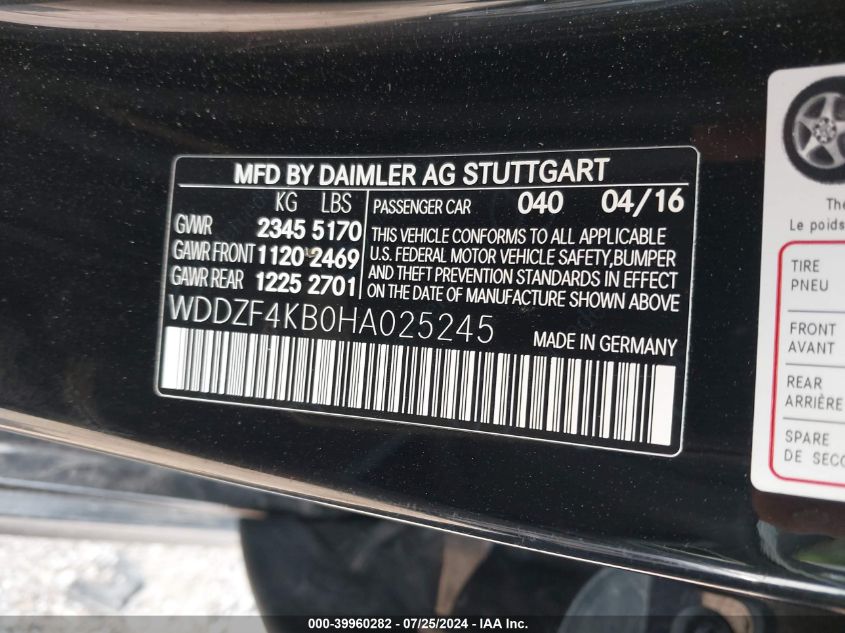 MFD BY DAIMLER AG STUTTGART
KG LBS
GVWR 2345 5170
GAWR FRONT 1120 2469
GAWR REAR 1225 2701
PASSENGER CAR 040 04/16
THIS VEHICLE CONFORMS TO ALL APPLICABLE
U.S. FEDERAL MOTOR VEHICLE SAFETY,BUMPER
AND THEFT PREVENTION STANDARDS IN EFFECT
ON THE DATE OF MANUFACTURE SHOWN ABOVE
WDDZF4KB0HA025245
MADE IN GERMANY
The
Le poids
TIRE
PNEU
FRONT
AVANT
REAR
ARRIÈRE
SPARE
DE SECO
000-39960282 - 07/25/2024 - IEAHQ.US